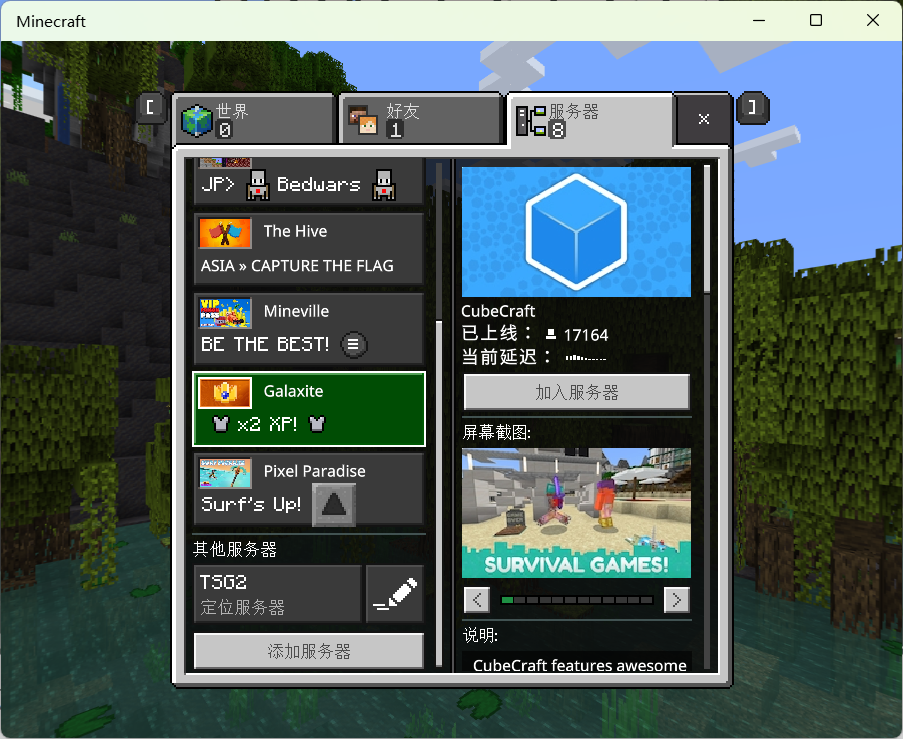 Minecraft
[
世界
0
好友
1
服务器
8
]
JP> Bedwars
The Hive
ASIA » CAPTURE THE FLAG
VIP
Mineville
BE THE BEST!
Galaxite
x2 XP!
Pixel Paradise
Surf's Up!
其他服务器
TSG2
定位服务器
添加服务器
CubeCraft
已上线： 17164
当前延迟：
加入服务器
屏幕截图:
SURVIVAL GAMES!
说明:
CubeCraft features awesome